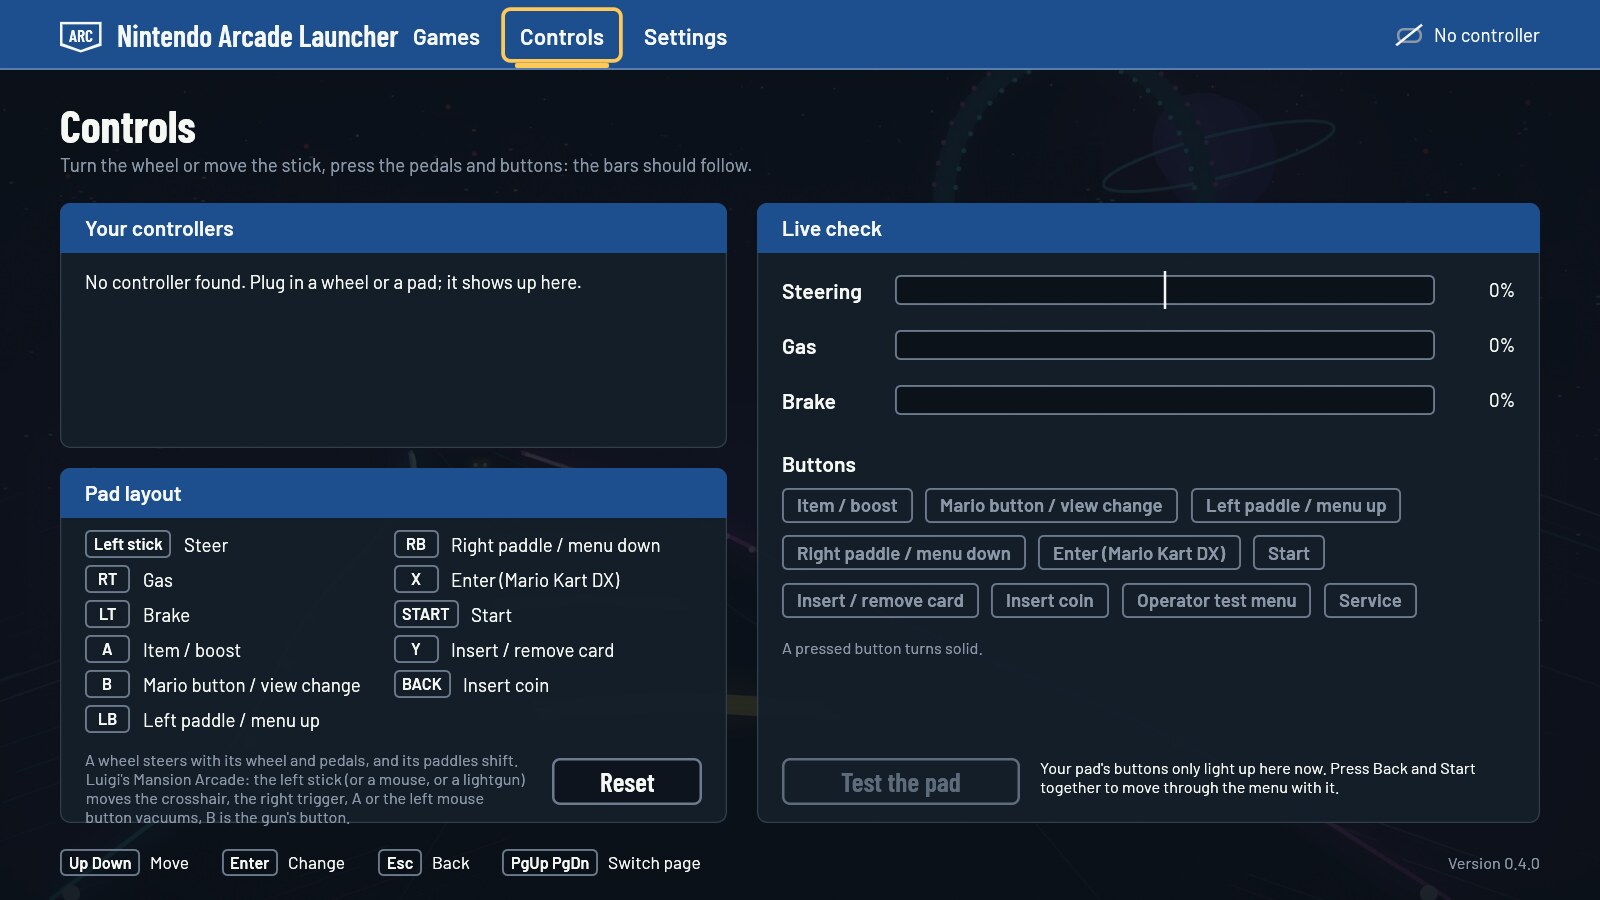 ARC Nintendo Arcade Launcher Games Controls Settings No controller
Controls
Turn the wheel or move the stick, press the pedals and buttons: the bars should follow.
Your controllers
No controller found. Plug in a wheel or a pad; it shows up here.
Pad layout
Left stick Steer
RT Gas
LT Brake
A Item / boost
B Mario button / view change
LB Left paddle / menu up
RB Right paddle / menu down
X Enter (Mario Kart DX)
START Start
Y Insert / remove card
BACK Insert coin
A wheel steers with its wheel and pedals, and its paddles shift.
Luigi's Mansion Arcade: the left stick (or a mouse, or a lightgun)
moves the crosshair, the right trigger, A or the left mouse
button vacuums, B is the gun's button.
Reset
Live check
Steering 0%
Gas 0%
Brake 0%
Buttons
Item / boost Mario button / view change Left paddle / menu up
Right paddle / menu down Enter (Mario Kart DX) Start
Insert / remove card Insert coin Operator test menu Service
A pressed button turns solid.
Test the pad
Your pad's buttons only light up here now. Press Back and Start
together to move through the menu with it.
Up Down Move Enter Change Esc Back PgUp PgDn Switch page Version 0.4.0